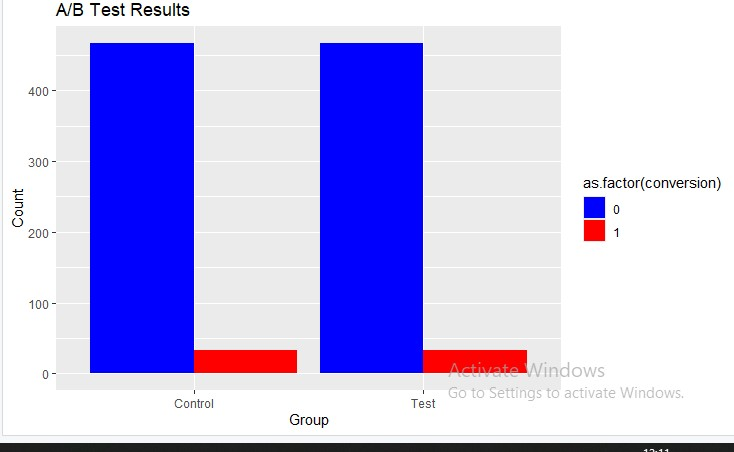 A/B Test Results
Count
400
300
200
100
0
Control
Test
Group
as.factor(conversion)
0
1
Activate Windows
Go to Settings to activate Windows.